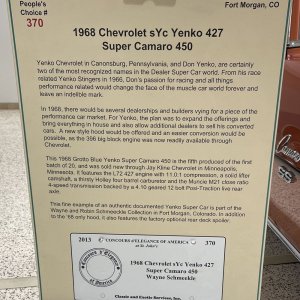 People's
Choice #
370
Fort Morgan, CO
1968 Chevrolet sYc Yenko 427
Super Camaro 450
Yenko Chevrolet in Canonsburg, Pennsylvania, and Don Yenko, are certainly
two of the most recognized names in the Dealer Super Car world. From his race
related Yenko Stingers in 1966, Don's passion for racing and all things
performance related would change the face of the muscle car world forever and
leave an indelible mark.
In 1968, there would be several dealerships and builders vying for a piece of the
performance car market. For Yenko, the plan was to expand the offerings and
bring everything in house and also allow additional dealers to sell his converted
cars. A new style hood would be offered and an easier conversion would be
possible, as the 396 big block engine was now readily available through
Chevrolet.
This 1968 Grotto Blue Yenko Super Camaro 450 is the fifth produced of the first
batch of 20, and was sold new through Jay Kline Chevrolet in Minneapolis,
Minnesota. It features the L72 427 engine with 11.0:1 compression, a solid lifter
camshaft, a thirsty Holley four barrel carburetor and the Muncie M21 close ratio
4-speed transmission backed by a 4.10 geared 12 bolt Posi-Traction live rear
axle.
This fine example of an authentic documented Yenko Super Car is part of the
Wayne and Robin Schmeeckle Collection in Fort Morgan, Colorado. In addition
to the '68 only hood, it also features the factory optional rear deck spoiler.
2013 CONCOURS d'ELEGANCE OF AMERICA 370
at St. John's
1968 Chevrolet sYc Yenko 427
Super Camaro 450
Wayne Schmeeckle
Classic and Exotic Services, Inc.